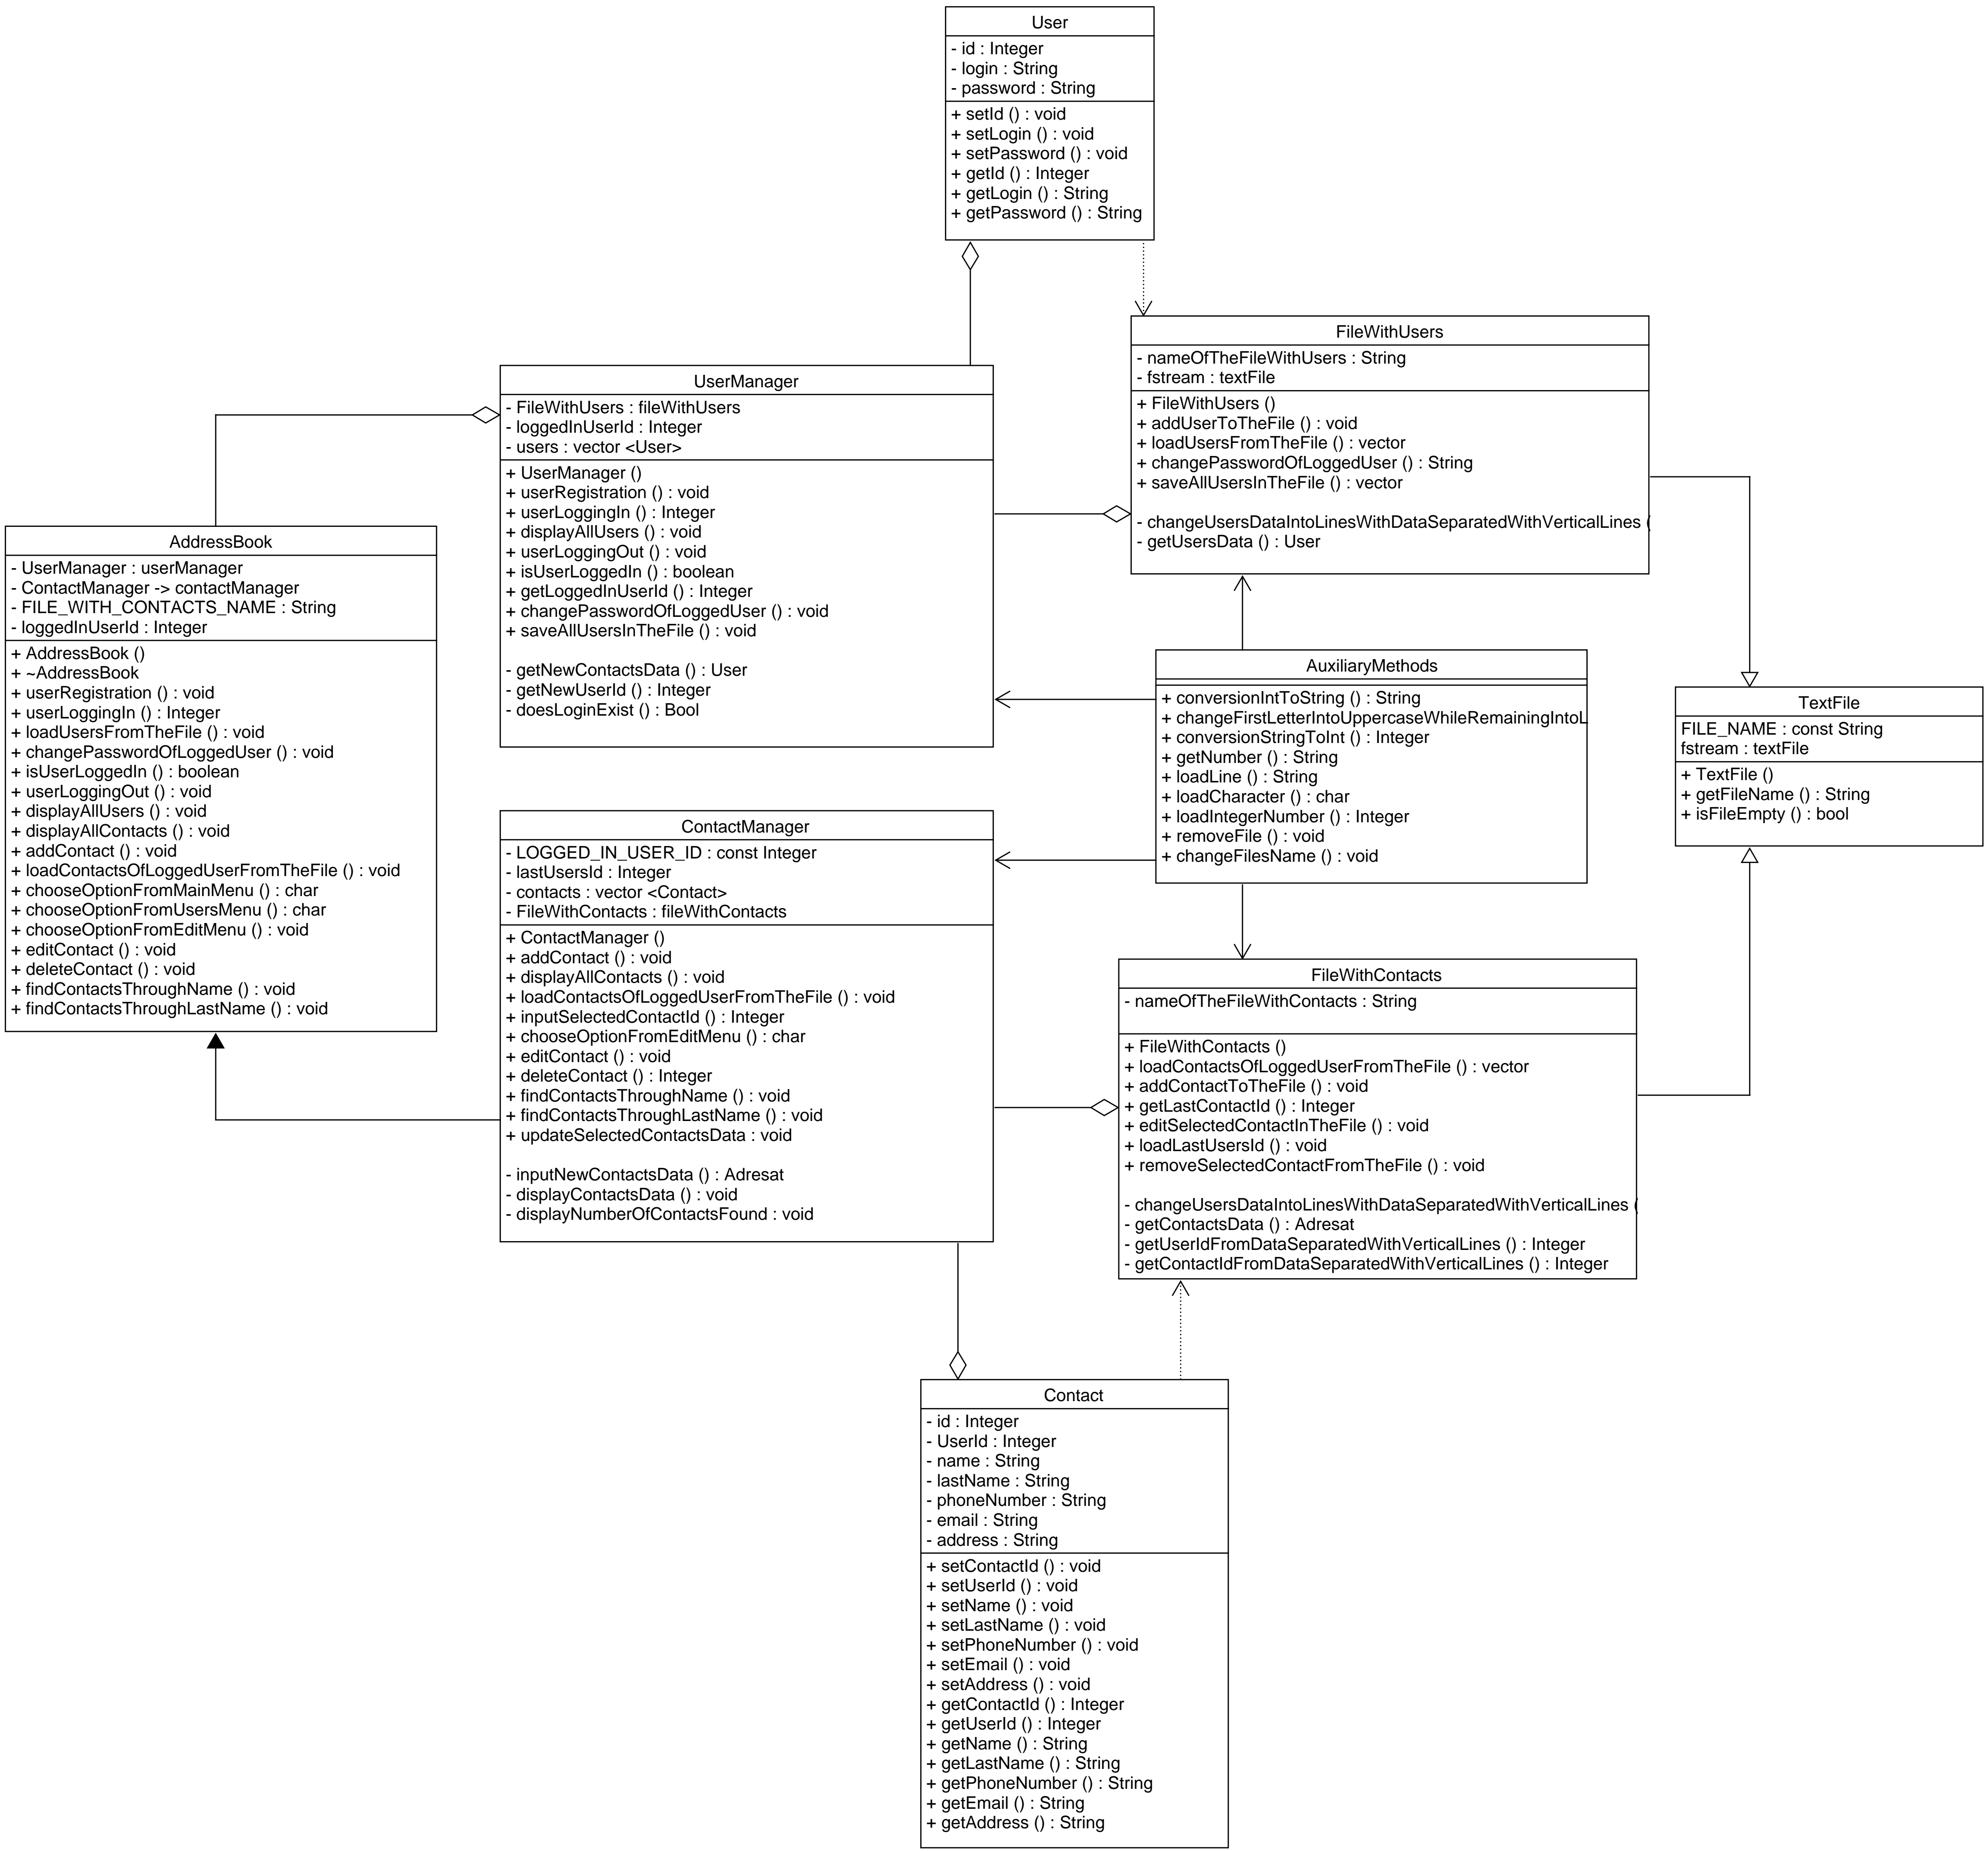 User
- id : Integer
- login : String
- password : String
+ setId () : void
+ setLogin () : void
+ setPassword () : void
+ getId () : Integer
+ getLogin () : String
+ getPassword () : String
FileWithUsers
- nameOfTheFileWithUsers : String
- fstream : textFile
+ FileWithUsers ()
+ addUserToTheFile () : void
+ loadUsersFromTheFile () : vector
+ changePasswordOfLoggedUser () : String
+ saveAllUsersInTheFile () : vector
- changeUsersDataIntoLinesWithDataSeparatedWithVerticalLines (
- getUsersData () : User
UserManager
- FileWithUsers : fileWithUsers
- loggedInUserId : Integer
- users : vector <User>
+ UserManager ()
+ userRegistration () : void
+ userLoggingIn () : Integer
+ displayAllUsers () : void
+ userLoggingOut () : void
+ isUserLoggedIn () : boolean
+ getLoggedInUserId () : Integer
+ changePasswordOfLoggedUser () : void
+ saveAllUsersInTheFile () : void
- getNewContactsData () : User
- getNewUserId () : Integer
- doesLoginExist () : Bool
AddressBook
- UserManager : userManager
- ContactManager -> contactManager
- FILE_WITH_CONTACTS_NAME : String
- loggedInUserId : Integer
+ AddressBook ()
+ ~AddressBook
+ userRegistration () : void
+ userLoggingIn () : Integer
+ loadUsersFromTheFile () : void
+ changePasswordOfLoggedUser () : void
+ isUserLoggedIn () : boolean
+ userLoggingOut () : void
+ displayAllUsers () : void
+ displayAllContacts () : void
+ addContact () : void
+ loadContactsOfLoggedUserFromTheFile () : void
+ chooseOptionFromMainMenu () : char
+ chooseOptionFromUsersMenu () : char
+ chooseOptionFromEditMenu () : void
+ editContact () : void
+ deleteContact () : void
+ findContactsThroughName () : void
+ findContactsThroughLastName () : void
AuxiliaryMethods
+ conversionIntToString () : String
+ changeFirstLetterIntoUppercaseWhileRemainingIntoL
+ conversionStringToInt () : Integer
+ getNumber () : String
+ loadLine () : String
+ loadCharacter () : char
+ loadIntegerNumber () : Integer
+ removeFile () : void
+ changeFilesName () : void
TextFile
FILE_NAME : const String
fstream : textFile
+ TextFile ()
+ getFileName () : String
+ isFileEmpty () : bool
ContactManager
- LOGGED_IN_USER_ID : const Integer
- lastUsersId : Integer
- contacts : vector <Contact>
- FileWithContacts : fileWithContacts
+ ContactManager ()
+ addContact () : void
+ displayAllContacts () : void
+ loadContactsOfLoggedUserFromTheFile () : void
+ inputSelectedContactId () : Integer
+ chooseOptionFromEditMenu () : char
+ editContact () : void
+ deleteContact () : Integer
+ findContactsThroughName () : void
+ findContactsThroughLastName () : void
+ updateSelectedContactsData : void
- inputNewContactsData () : Adresat
- displayContactsData () : void
- displayNumberOfContactsFound : void
FileWithContacts
- nameOfTheFileWithContacts : String
+ FileWithContacts ()
+ loadContactsOfLoggedUserFromTheFile () : vector
+ addContactToTheFile () : void
+ getLastContactId () : Integer
+ editSelectedContactInTheFile () : void
+ loadLastUsersId () : void
+ removeSelectedContactFromTheFile () : void
- changeUsersDataIntoLinesWithDataSeparatedWithVerticalLines (
- getContactsData () : Adresat
- getUserIdFromDataSeparatedWithVerticalLines () : Integer
- getContactIdFromDataSeparatedWithVerticalLines () : Integer
Contact
- id : Integer
- UserId : Integer
- name : String
- lastName : String
- phoneNumber : String
- email : String
- address : String
+ setContactId () : void
+ setUserId () : void
+ setName () : void
+ setLastName () : void
+ setPhoneNumber () : void
+ setEmail () : void
+ setAddress () : void
+ getContactId () : Integer
+ getUserId () : Integer
+ getName () : String
+ getLastName () : String
+ getPhoneNumber () : String
+ getEmail () : String
+ getAddress () : String